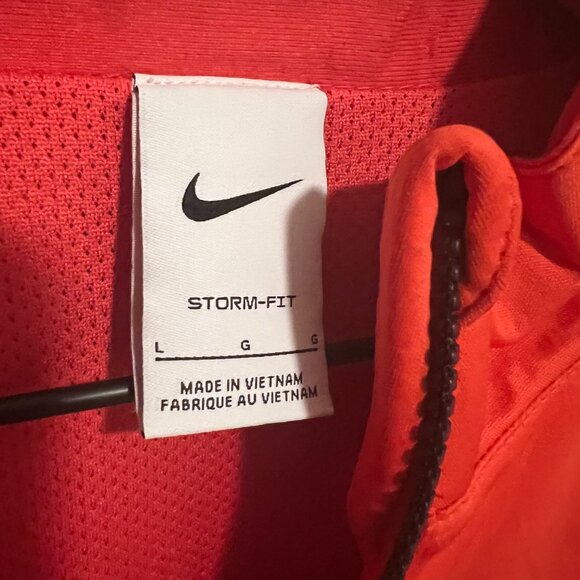 STORM-FIT
L G G
MADE IN VIETNAM
FABRIQUE AU VIETNAM